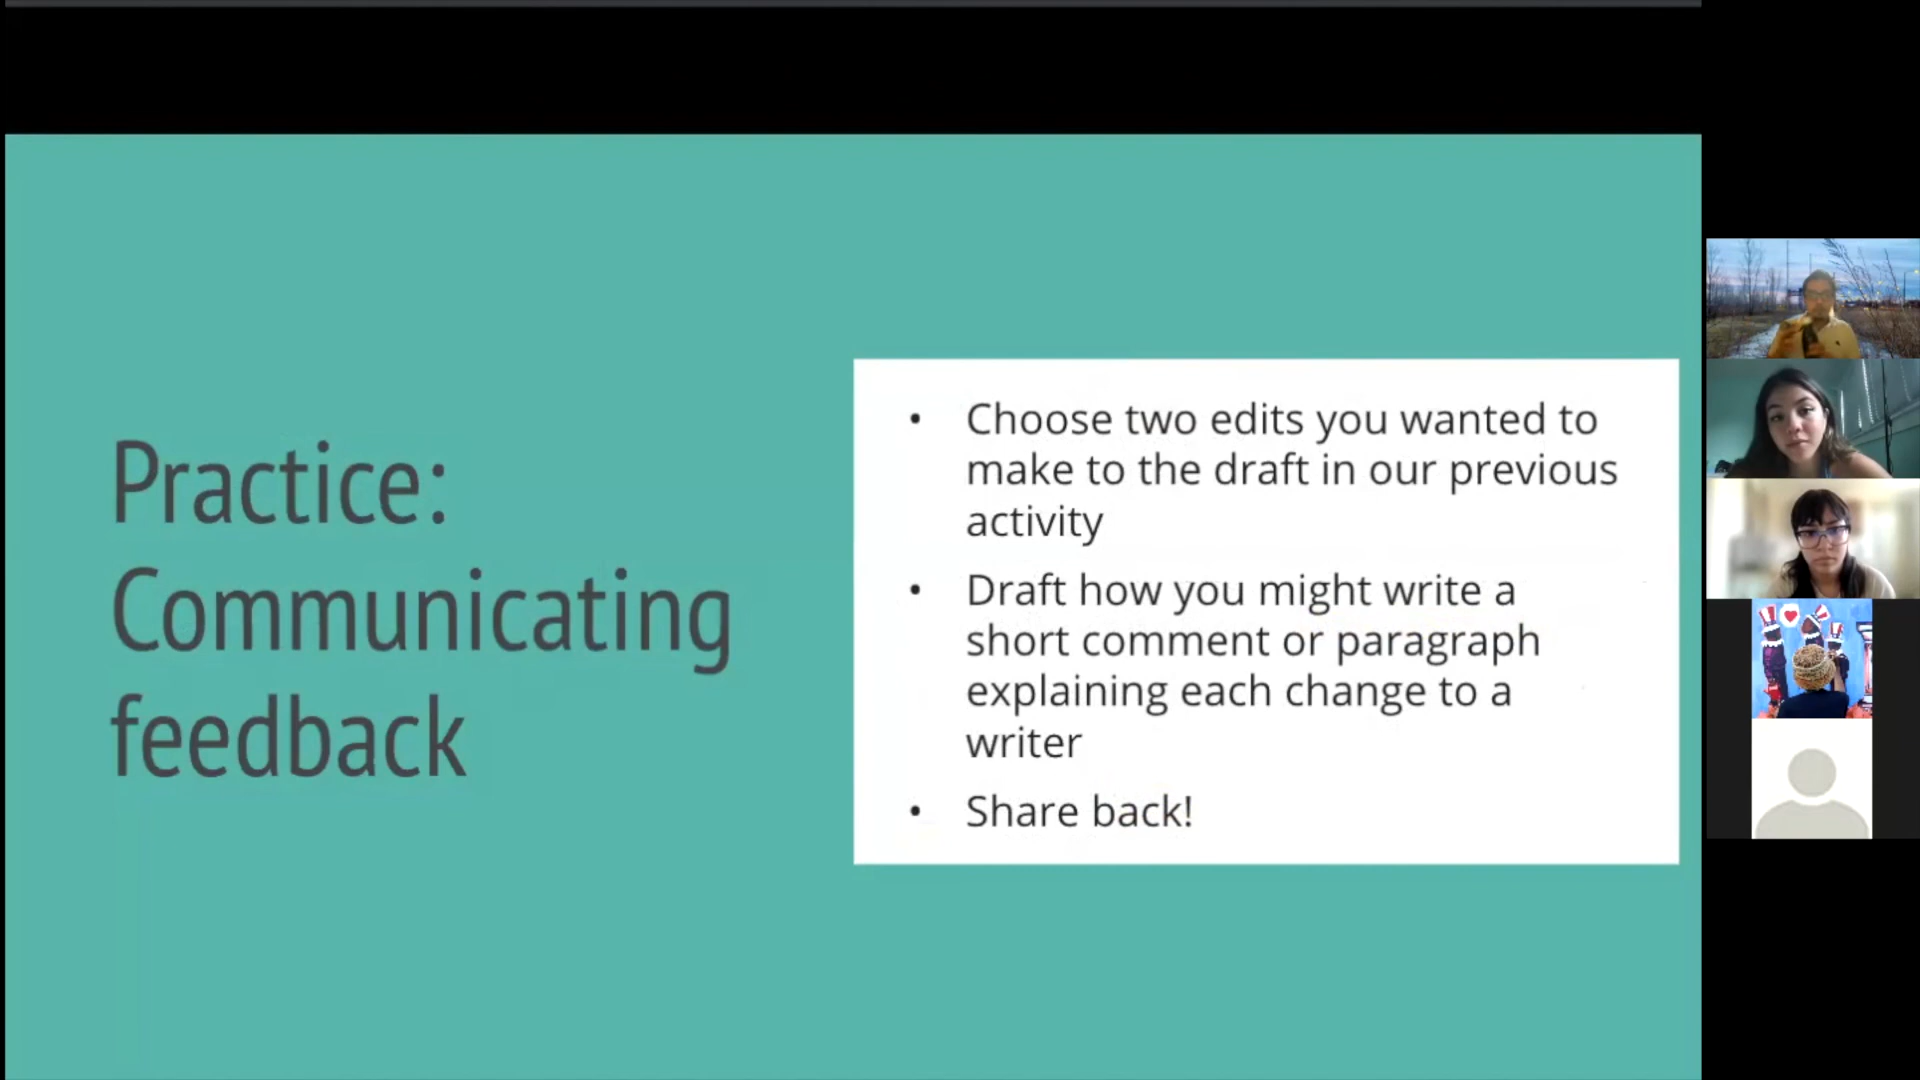 Practice:
Communicating
feedback
• Choose two edits you wanted to
make to the draft in our previous
activity
• Draft how you might write a
short comment or paragraph
explaining each change to a
writer
• Share back!